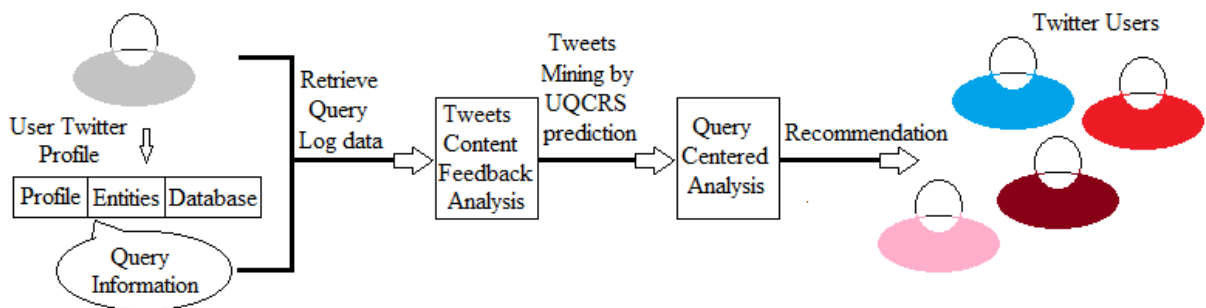 User Twitter
Profile
Profile Entities Database
Query
Information
Retrieve
Query
Log data
Tweets
Content
Feedback
Analysis
Tweets
Mining by
UQCRS
prediction
Query
Centered
Analysis
Recommendation
Twitter Users